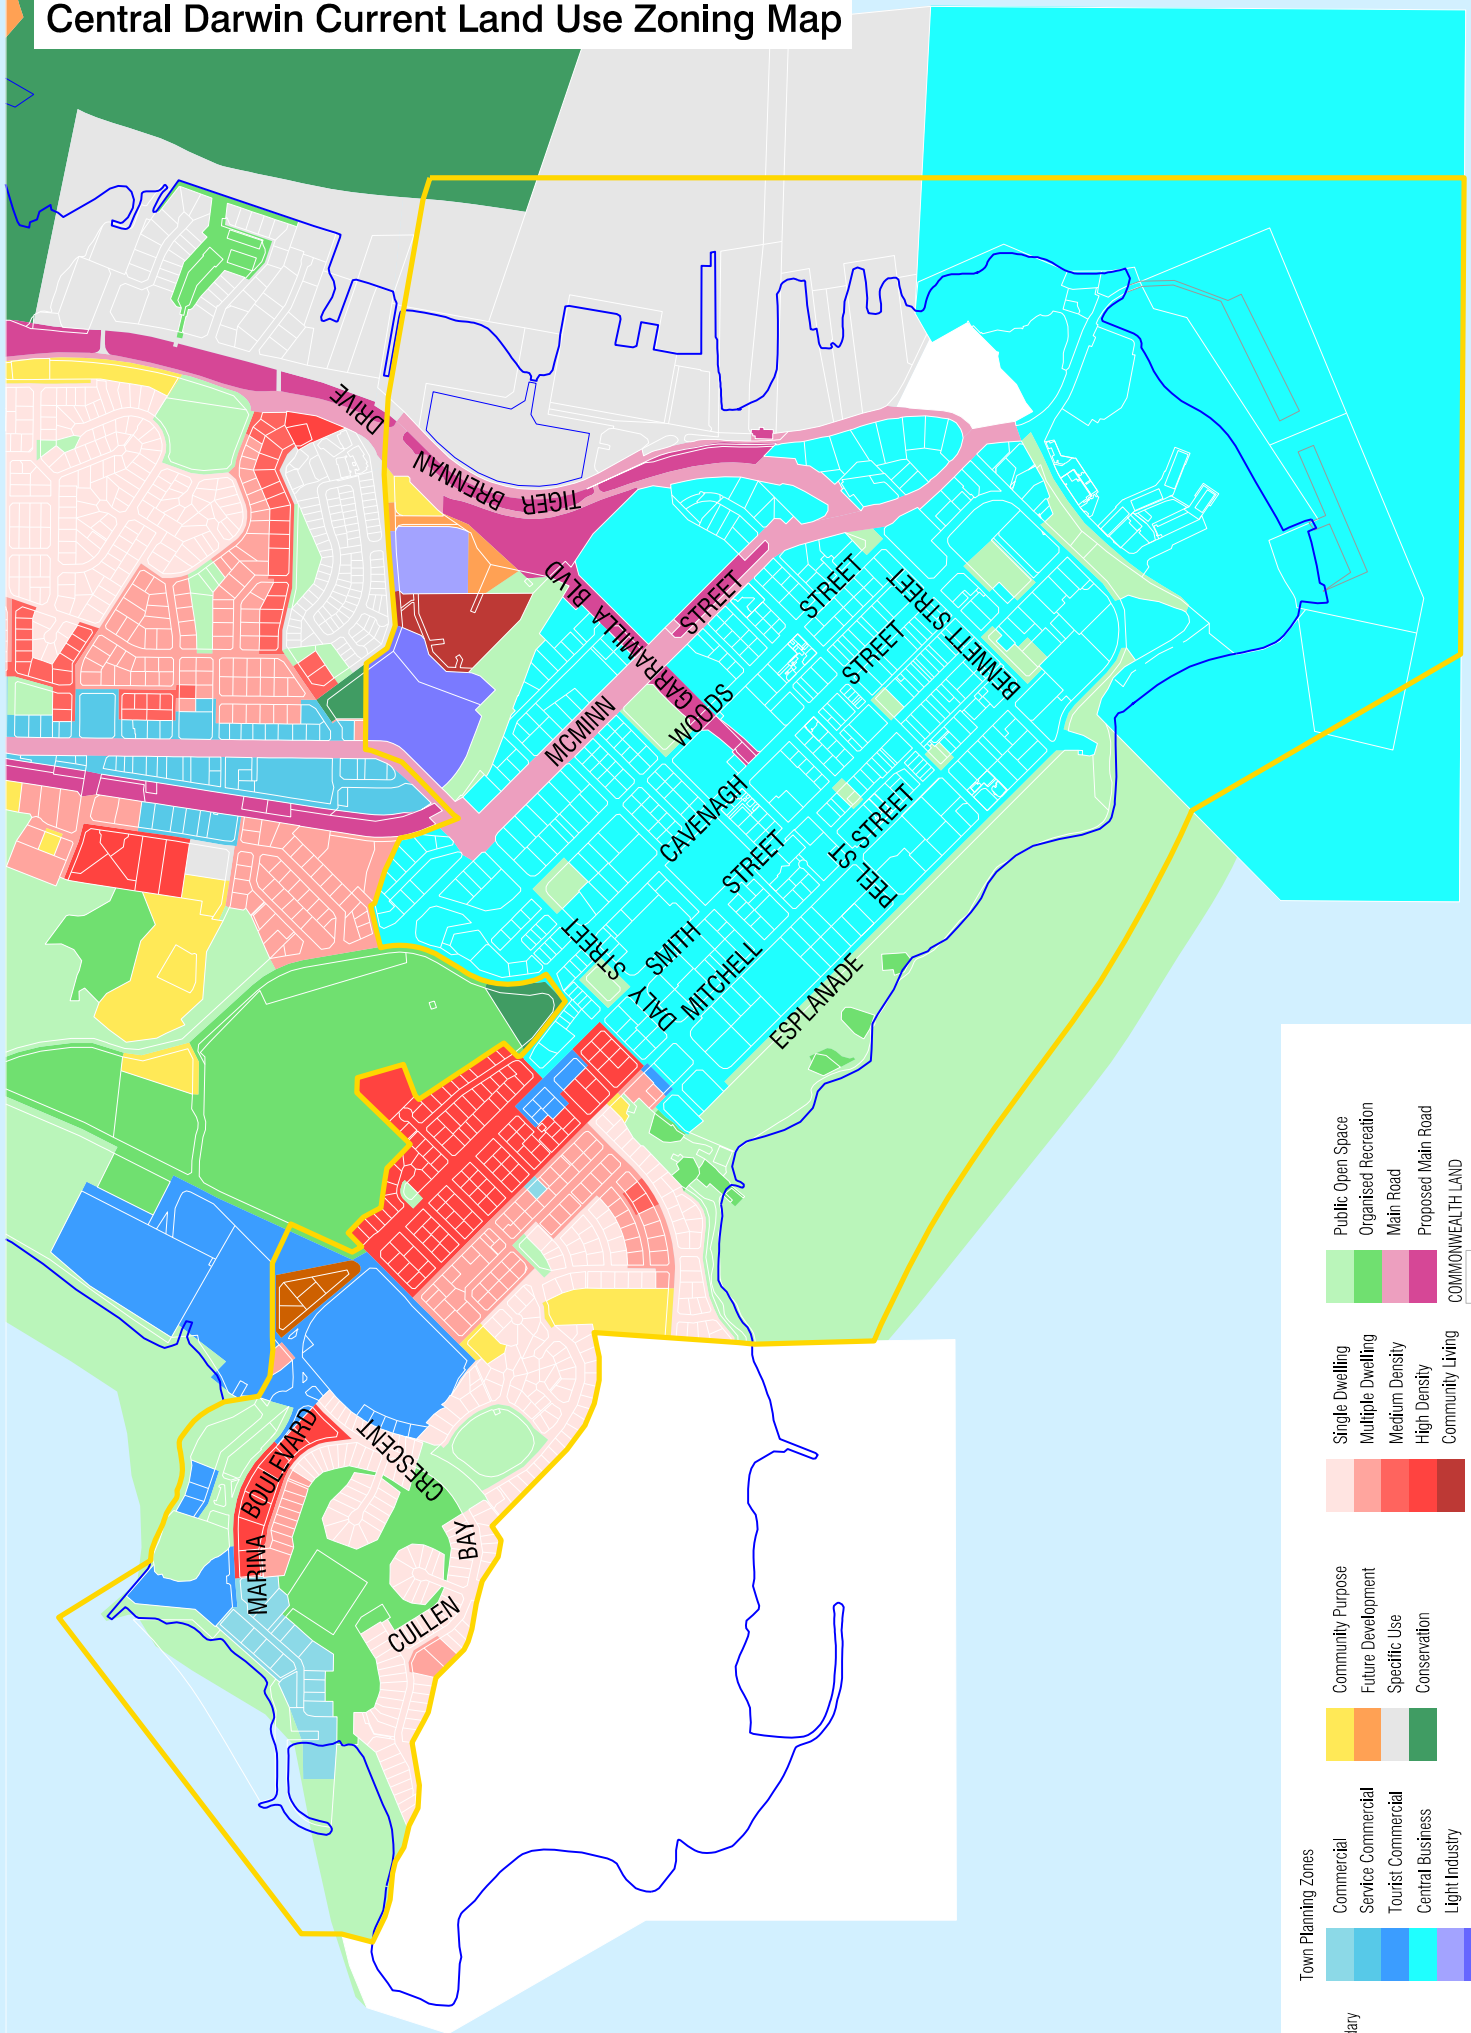 Central Darwin Current Land Use Zoning Map
DRIVE
BRENNAN
TIGER
BLVD
GARRAMILLA
STREET
MCMINN
WOODS
STREET
BENNETT STREET
STREET
CAVENAGH
STREET
PEEL ST
STREET
SMITH
DALY
STREET
MITCHELL
ESPLANADE
MARINA
BOULEVARD
CULLEN
BAY
CRESCENT
Town Planning Zones
Commercial
Service Commercial
Tourist Commercial
Central Business
Light Industry
Community Purpose
Future Development
Specific Use
Conservation
Single Dwelling
Multiple Dwelling
Medium Density
High Density
Community Living
Public Open Space
Organised Recreation
Main Road
Proposed Main Road
COMMONWEALTH LAND